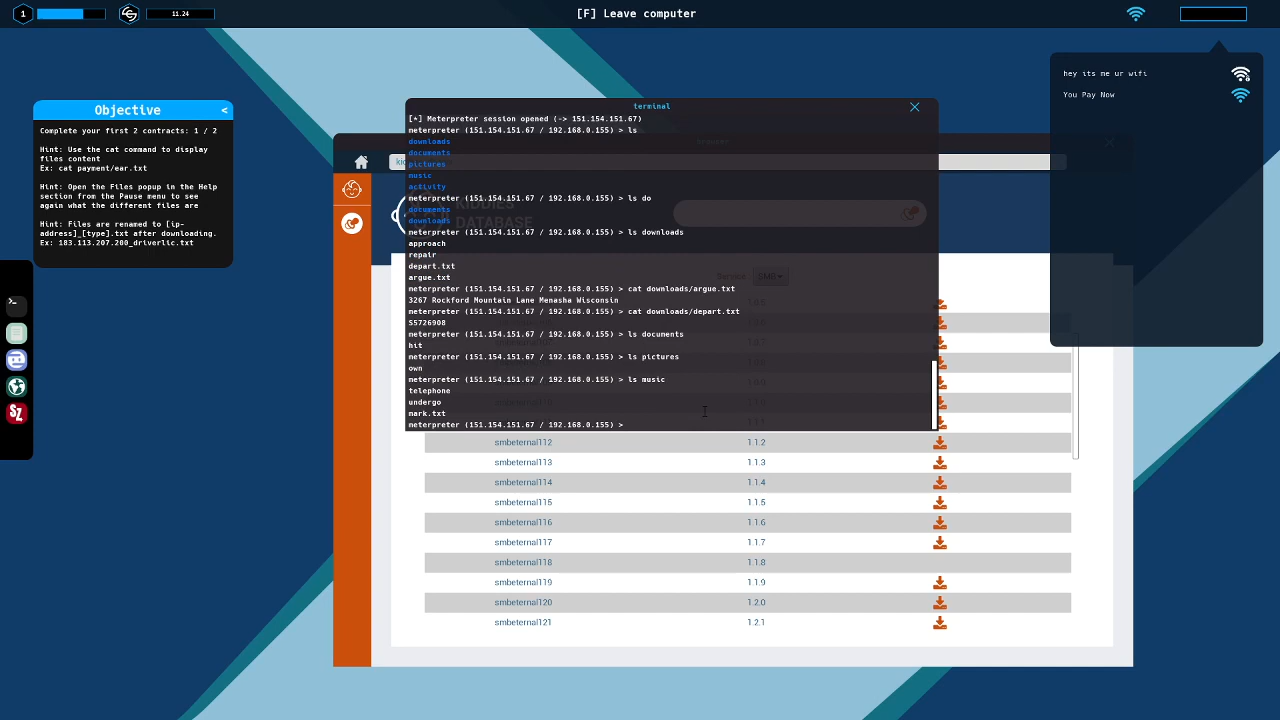 1
11.24
[F] Leave computer
hey its me ur wifi
You Pay Now
Objective <
Complete your first 2 contracts: 1 / 2
Hint: Use the cat command to display
files content
Ex: cat payment/ear.txt
Hint: Open the Files popup in the Help
section from the Pause menu to see
again what the different files are
Hint: Files are renamed to [ip-
address]_[type].txt after downloading.
Ex: 183.113.207.200_driverlic.txt
terminal
[*] Meterpreter session opened (-> 151.154.151.67)
meterpreter (151.154.151.67 / 192.168.0.155) > ls
downloads
documents
pictures
music
activity
meterpreter (151.154.151.67 / 192.168.0.155) > ls do
documents
downloads
meterpreter (151.154.151.67 / 192.168.0.155) > ls downloads
approach
repair
depart.txt
argue.txt
meterpreter (151.154.151.67 / 192.168.0.155) > cat downloads/argue.txt
3267 Rockford Mountain Lane Menasha Wisconsin
meterpreter (151.154.151.67 / 192.168.0.155) > cat downloads/depart.txt
55726908
meterpreter (151.154.151.67 / 192.168.0.155) > ls documents
hit
meterpreter (151.154.151.67 / 192.168.0.155) > ls pictures
own
meterpreter (151.154.151.67 / 192.168.0.155) > ls music
telephone
undergo
mark.txt
meterpreter (151.154.151.67 / 192.168.0.155) >
DATABASE
Service SMB
smbeternal112 1.1.2
smbeternal113 1.1.3
smbeternal114 1.1.4
smbeternal115 1.1.5
smbeternal116 1.1.6
smbeternal117 1.1.7
smbeternal118 1.1.8
smbeternal119 1.1.9
smbeternal120 1.2.0
smbeternal121 1.2.1